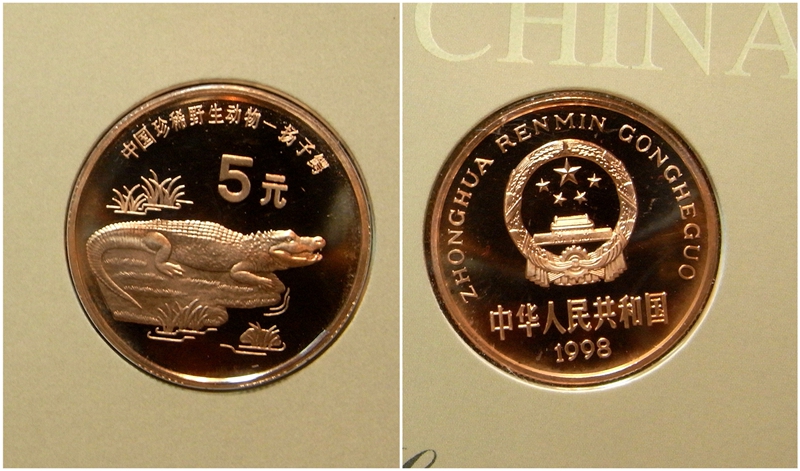 中国珍稀野生动物—扬子鳄
5元
CHINA
ZHONGHUA RENMIN GONGHEGUO
中华人民共和国
1998